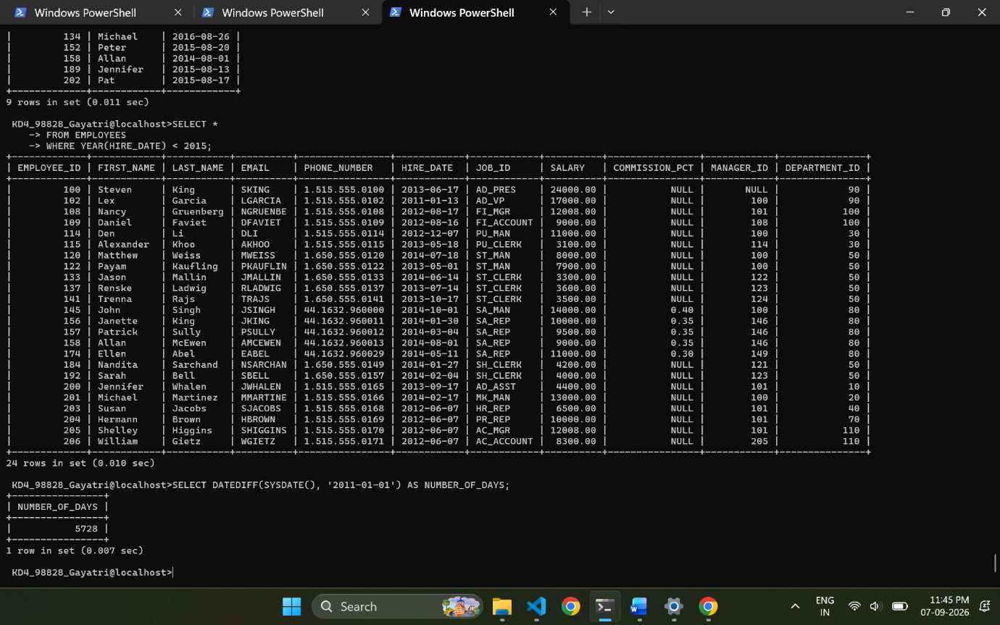 Windows PowerShell
Windows PowerShell
Windows PowerShell
|         134 | Michael    | 2016-08-26 |
|         152 | Peter      | 2015-08-20 |
|         158 | Allan      | 2014-08-01 |
|         189 | Jennifer   | 2015-08-13 |
|         202 | Pat        | 2015-08-17 |
+-------------+------------+------------+
9 rows in set (0.011 sec)
KD4_98828_Gayatri@localhost>SELECT *
    -> FROM EMPLOYEES
    -> WHERE YEAR(HIRE_DATE) < 2015;
+-------------+------------+-----------+----------+----------------+------------+------------+----------+----------------+------------+---------------+
| EMPLOYEE_ID | FIRST_NAME | LAST_NAME | EMAIL    | PHONE_NUMBER   | HIRE_DATE  | JOB_ID     | SALARY   | COMMISSION_PCT | MANAGER_ID | DEPARTMENT_ID |
+-------------+------------+-----------+----------+----------------+------------+------------+----------+----------------+------------+---------------+
|         100 | Steven     | King      | SKING    | 1.515.555.0100 | 2013-06-17 | AD_PRES    | 24000.00 |           NULL |       NULL |            90 |
|         102 | Lex        | Garcia    | LGARCIA  | 1.515.555.0102 | 2011-01-13 | AD_VP      | 17000.00 |           NULL |        100 |            90 |
|         108 | Nancy      | Gruenberg | NGRUENBE | 1.515.555.0108 | 2012-08-17 | FI_MGR     | 12008.00 |           NULL |        101 |           100 |
|         109 | Daniel     | Faviet    | DFAVIET  | 1.515.555.0109 | 2012-08-16 | FI_ACCOUNT |  9000.00 |           NULL |        108 |           100 |
|         114 | Den        | Li        | DLI      | 1.515.555.0114 | 2012-12-07 | PU_MAN     | 11000.00 |           NULL |        100 |            30 |
|         115 | Alexander  | Khoo      | AKHOO    | 1.515.555.0115 | 2013-05-18 | PU_CLERK   |  3100.00 |           NULL |        114 |            30 |
|         120 | Matthew    | Weiss     | MWEISS   | 1.650.555.0120 | 2014-07-18 | ST_MAN     |  8000.00 |           NULL |        100 |            50 |
|         122 | Payam      | Kaufling  | PKAUFLIN | 1.650.555.0122 | 2013-05-01 | ST_MAN     |  7900.00 |           NULL |        100 |            50 |
|         133 | Jason      | Mallin    | JMALLIN  | 1.650.555.0133 | 2014-06-14 | ST_CLERK   |  3300.00 |           NULL |        122 |            50 |
|         137 | Renske     | Ladwig    | RLADWIG  | 1.650.555.0137 | 2013-07-14 | ST_CLERK   |  3600.00 |           NULL |        123 |            50 |
|         141 | Trenna     | Rajs      | TRAJS    | 1.650.555.0141 | 2013-10-17 | ST_CLERK   |  3500.00 |           NULL |        124 |            50 |
|         145 | John       | Singh     | JSINGH   | 44.1632.960000 | 2014-10-01 | SA_MAN     | 14000.00 |           0.40 |        100 |            80 |
|         156 | Janette    | King      | JKING    | 44.1632.960011 | 2014-01-30 | SA_REP     | 10000.00 |           0.35 |        146 |            80 |
|         157 | Patrick    | Sully     | PSULLY   | 44.1632.960012 | 2014-03-04 | SA_REP     |  9500.00 |           0.35 |        146 |            80 |
|         158 | Allan      | McEwen    | AMCEWEN  | 44.1632.960013 | 2014-08-01 | SA_REP     |  9000.00 |           0.35 |        146 |            80 |
|         174 | Ellen      | Abel      | EABEL    | 44.1632.960029 | 2014-05-11 | SA_REP     | 11000.00 |           0.30 |        149 |            80 |
|         184 | Nandita    | Sarchand  | NSARCHAN | 1.650.555.0149 | 2014-01-27 | SH_CLERK   |  4200.00 |           NULL |        121 |            50 |
|         192 | Sarah      | Bell      | SBELL    | 1.650.555.0157 | 2014-02-04 | SH_CLERK   |  4000.00 |           NULL |        123 |            50 |
|         200 | Jennifer   | Whalen    | JWHALEN  | 1.515.555.0165 | 2013-09-17 | AD_ASST    |  4400.00 |           NULL |        101 |            10 |
|         201 | Michael    | Martinez  | MMARTINE | 1.515.555.0166 | 2014-02-17 | MK_MAN     | 13000.00 |           NULL |        100 |            20 |
|         203 | Susan      | Jacobs    | SJACOBS  | 1.515.555.0168 | 2012-06-07 | HR_REP     |  6500.00 |           NULL |        101 |            40 |
|         204 | Hermann    | Brown     | HBROWN   | 1.515.555.0169 | 2012-06-07 | PR_REP     | 10000.00 |           NULL |        101 |            70 |
|         205 | Shelley    | Higgins   | SHIGGINS | 1.515.555.0170 | 2012-06-07 | AC_MGR     | 12008.00 |           NULL |        101 |           110 |
|         206 | William    | Gietz     | WGIETZ   | 1.515.555.0171 | 2012-06-07 | AC_ACCOUNT |  8300.00 |           NULL |        205 |           110 |
+-------------+------------+-----------+----------+----------------+------------+------------+----------+----------------+------------+---------------+
24 rows in set (0.010 sec)
KD4_98828_Gayatri@localhost>SELECT DATEDIFF(SYSDATE(), '2011-01-01') AS NUMBER_OF_DAYS;
+----------------+
| NUMBER_OF_DAYS |
+----------------+
|           5728 |
+----------------+
1 row in set (0.007 sec)
KD4_98828_Gayatri@localhost>
Search
ENG
IN
11:45 PM
07-09-2026